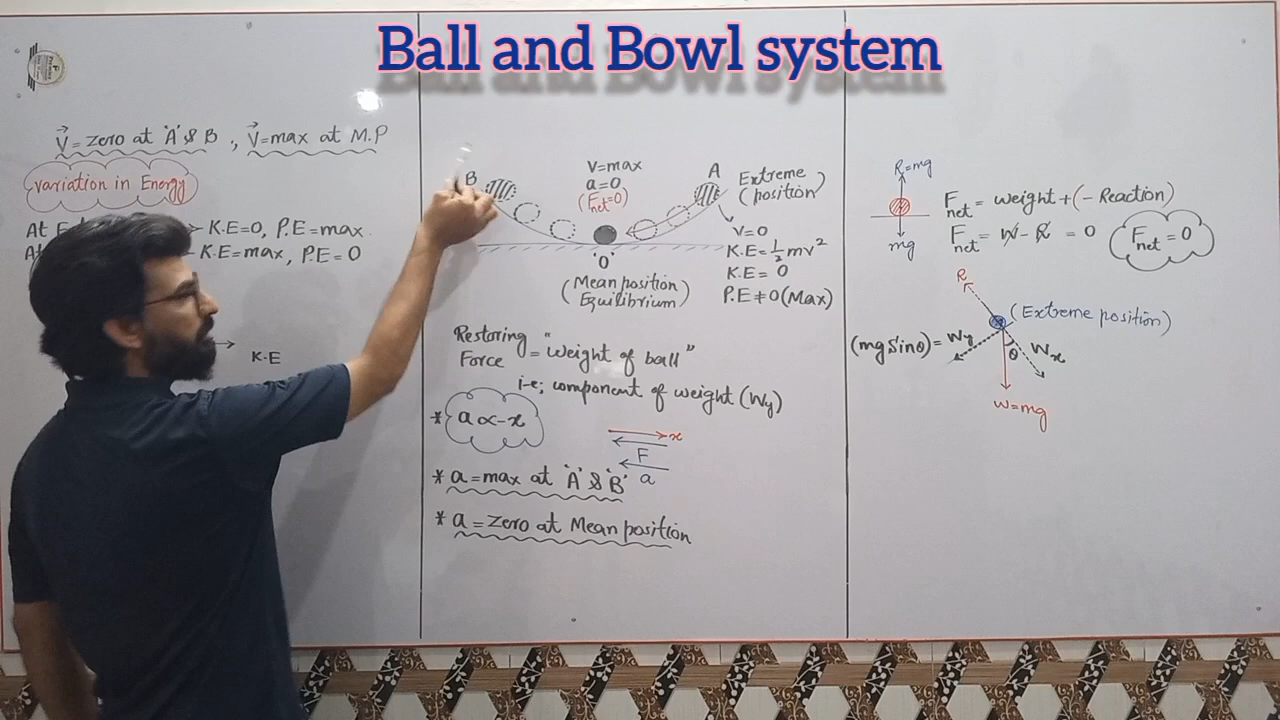 Ball and Bowl system
V = Zero at 'A' & B , V = max at M.P
variation in Energy
At K.E=0, P.E=max.
At K.E=max, P.E=0
K.E
B
V=max
a=0
(Fnet=0)
A
Extreme
(position)
V=0
K.E=½mv²
K.E= 0
P.E≠0(Max)
'O'
(Mean position)
Equilibrium
Restoring Force = "Weight of ball"
i-e; component of weight (Wy)
* a ∝ -x
x
F
a
* a = max at 'A' & 'B'
* a = Zero at Mean position
R=mg
mg
Fnet = weight + (- Reaction)
Fnet = W - R = 0
Fnet = 0
R
(Extreme position)
(mg Sinθ) = Wy
θ
Wx
W=mg